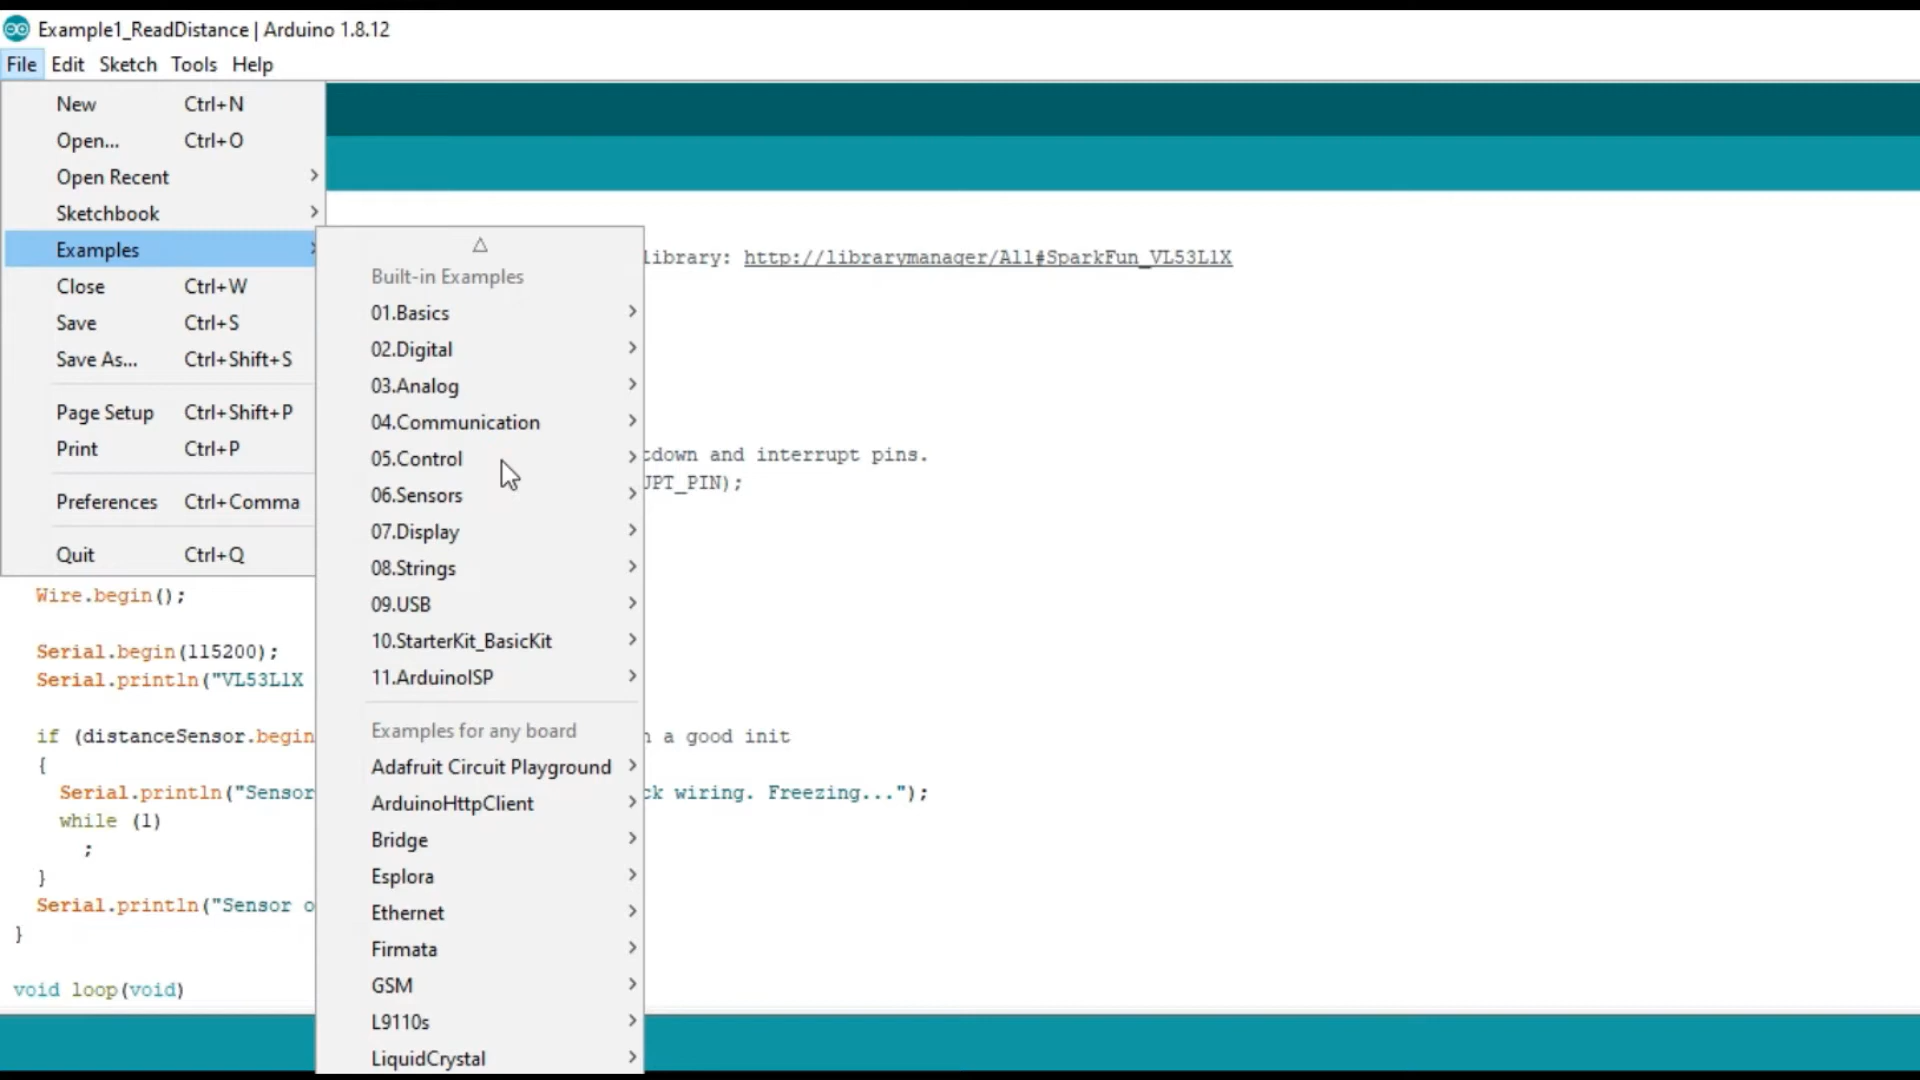 Example1_ReadDistance | Arduino 1.8.12
File Edit Sketch Tools Help
New Ctrl+N
Open... Ctrl+O
Open Recent
Sketchbook
Examples
Close Ctrl+W
Save Ctrl+S
Save As... Ctrl+Shift+S
Page Setup Ctrl+Shift+P
Print Ctrl+P
Preferences Ctrl+Comma
Quit Ctrl+Q
Built-in Examples
01.Basics
02.Digital
03.Analog
04.Communication
05.Control
06.Sensors
07.Display
08.Strings
09.USB
10.StarterKit_BasicKit
11.ArduinoISP
Examples for any board
Adafruit Circuit Playground
ArduinoHttpClient
Bridge
Esplora
Ethernet
Firmata
GSM
L9110s
LiquidCrystal
library: http://librarymanager/All#SparkFun_VL53L1X
tdown and interrupt pins.
UPT_PIN);
Wire.begin();
Serial.begin(115200);
Serial.println("VL53L1X
if (distanceSensor.begin
n a good init
{
Serial.println("Sensor
ck wiring. Freezing...");
while (1)
;
}
Serial.println("Sensor o
}
void loop(void)